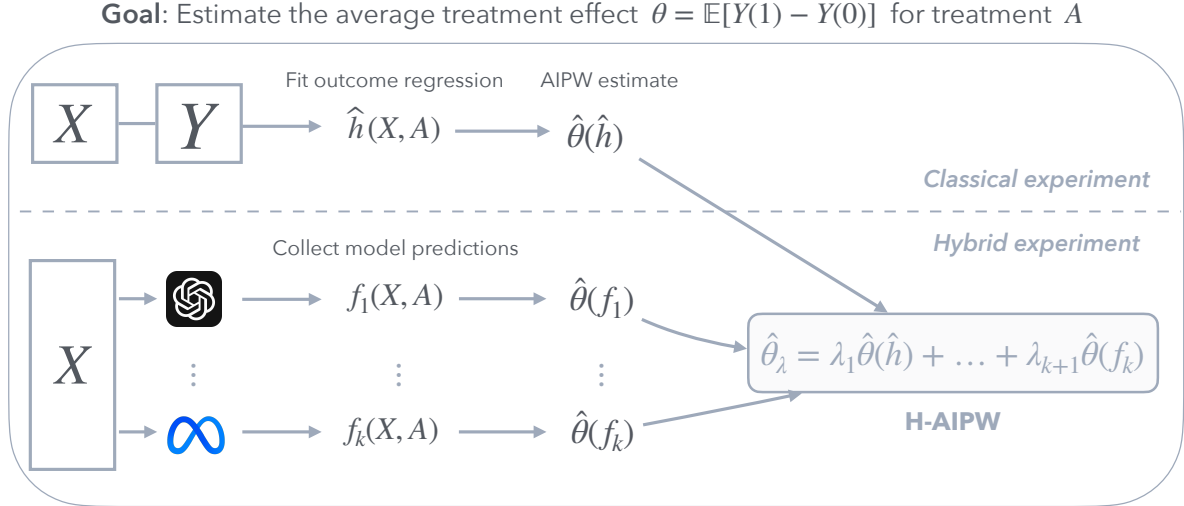 Goal: Estimate the average treatment effect θ = 𝔼[Y(1) − Y(0)] for treatment A
Fit outcome regression
AIPW estimate
X
Y
ĥ(X, A)
θ̂(ĥ)
Classical experiment
Hybrid experiment
Collect model predictions
X
f₁(X, A)
θ̂(f₁)
θ̂_λ = λ₁θ̂(ĥ) + … + λₖ₊₁θ̂(fₖ)
⋮ ⋮ ⋮
fₖ(X, A)
θ̂(fₖ)
H-AIPW